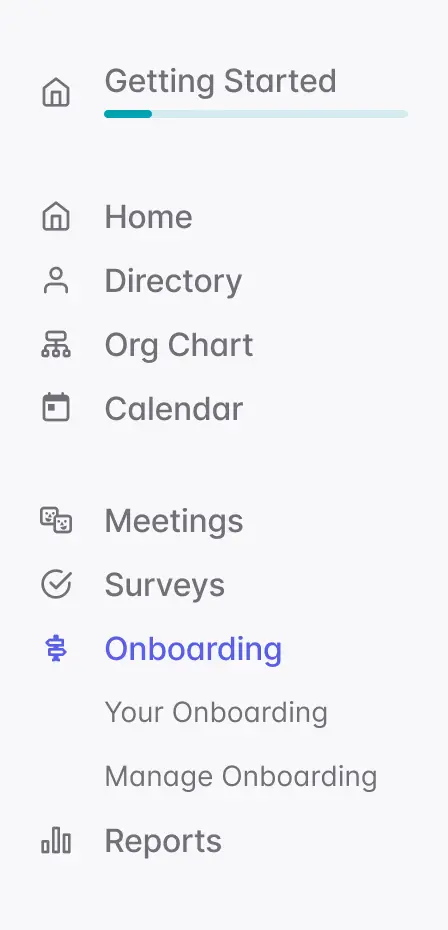 Getting Started
Home
Directory
Org Chart
Calendar
Meetings
Surveys
Onboarding
Your Onboarding
Manage Onboarding
Reports